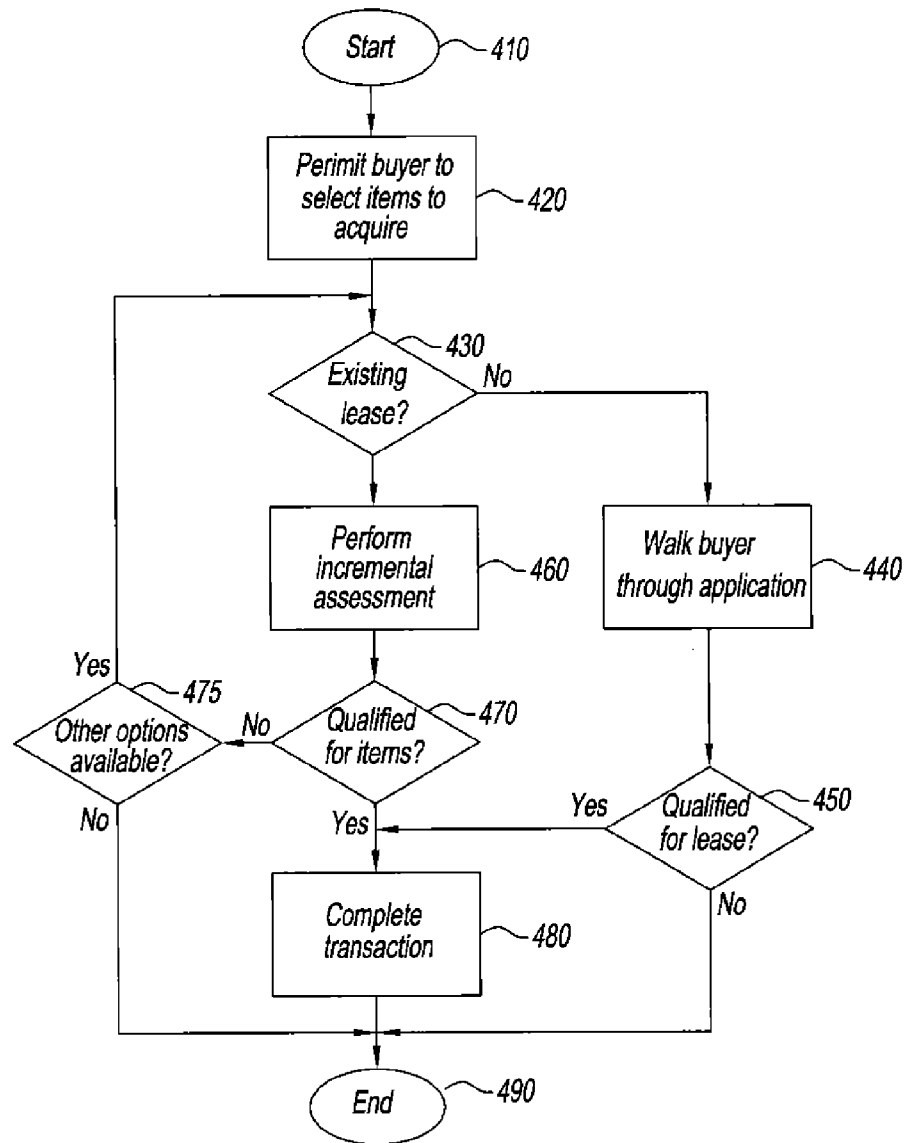 Start
410
Perimit buyer to
select items to
acquire
420
430
Existing
lease?
No
Perform
incremental
assessment
460
Walk buyer
through application
440
Yes
475
Other options
available?
No
No
470
Qualified
for items?
Yes
Yes
450
Qualified
for lease?
No
Complete
transaction
480
End
490